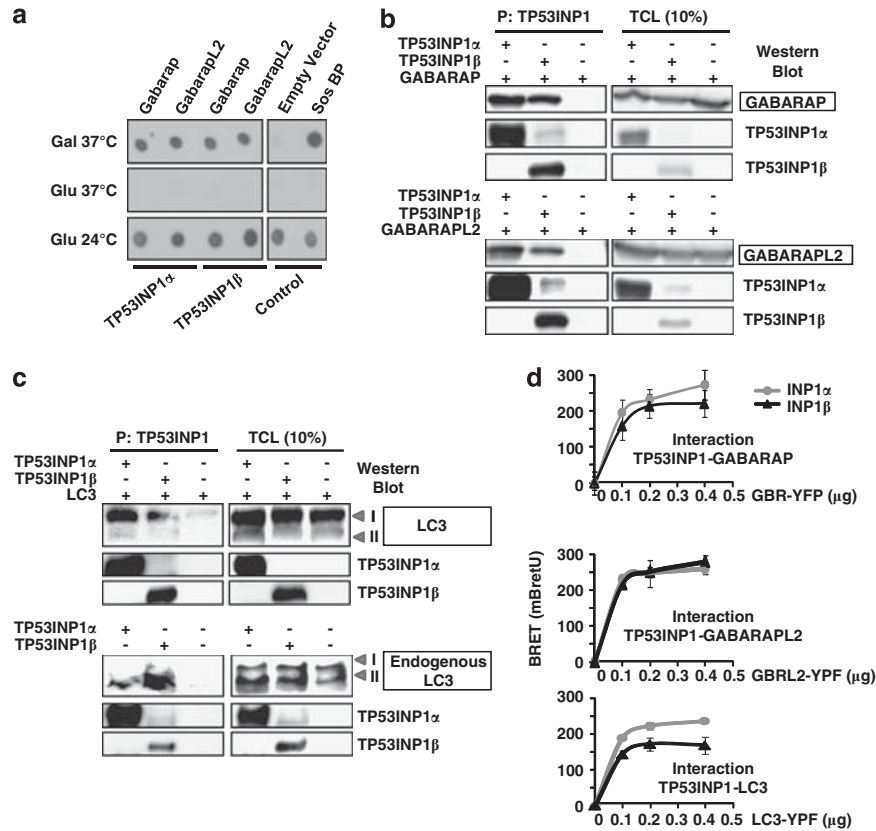 a
Gabarap
GabarapL2
Gabarap
GabarapL2
Empty Vector
Sos BP
Gal 37°C
Glu 37°C
Glu 24°C
TP53INP1α
TP53INP1β
Control
b
P: TP53INP1
TCL (10%)
TP53INP1α + - - + - -
TP53INP1β - + - - + -
GABARAP + + + + + +
Western
Blot
GABARAP
TP53INP1α
TP53INP1β
TP53INP1α + - - + - -
TP53INP1β - + - - + -
GABARAPL2 + + + + + +
GABARAPL2
TP53INP1α
TP53INP1β
c
P: TP53INP1
TCL (10%)
TP53INP1α + - - + - -
TP53INP1β - + - - + -
LC3 + + + + + +
Western
Blot
I
II
LC3
TP53INP1α
TP53INP1β
TP53INP1α + - - + - -
TP53INP1β - + - - + -
I
II
Endogenous
LC3
TP53INP1α
TP53INP1β
d
INP1α
INP1β
300
200
100
0
Interaction
TP53INP1-GABARAP
0 0.1 0.2 0.3 0.4 0.5 GBR-YFP (μg)
BRET (mBretU)
300
200
100
0
Interaction
TP53INP1-GABARAPL2
0 0.1 0.2 0.3 0.4 0.5 GBRL2-YPF (μg)
300
200
100
0
Interaction
TP53INP1-LC3
0 0.1 0.2 0.3 0.4 0.5 LC3-YPF (μg)